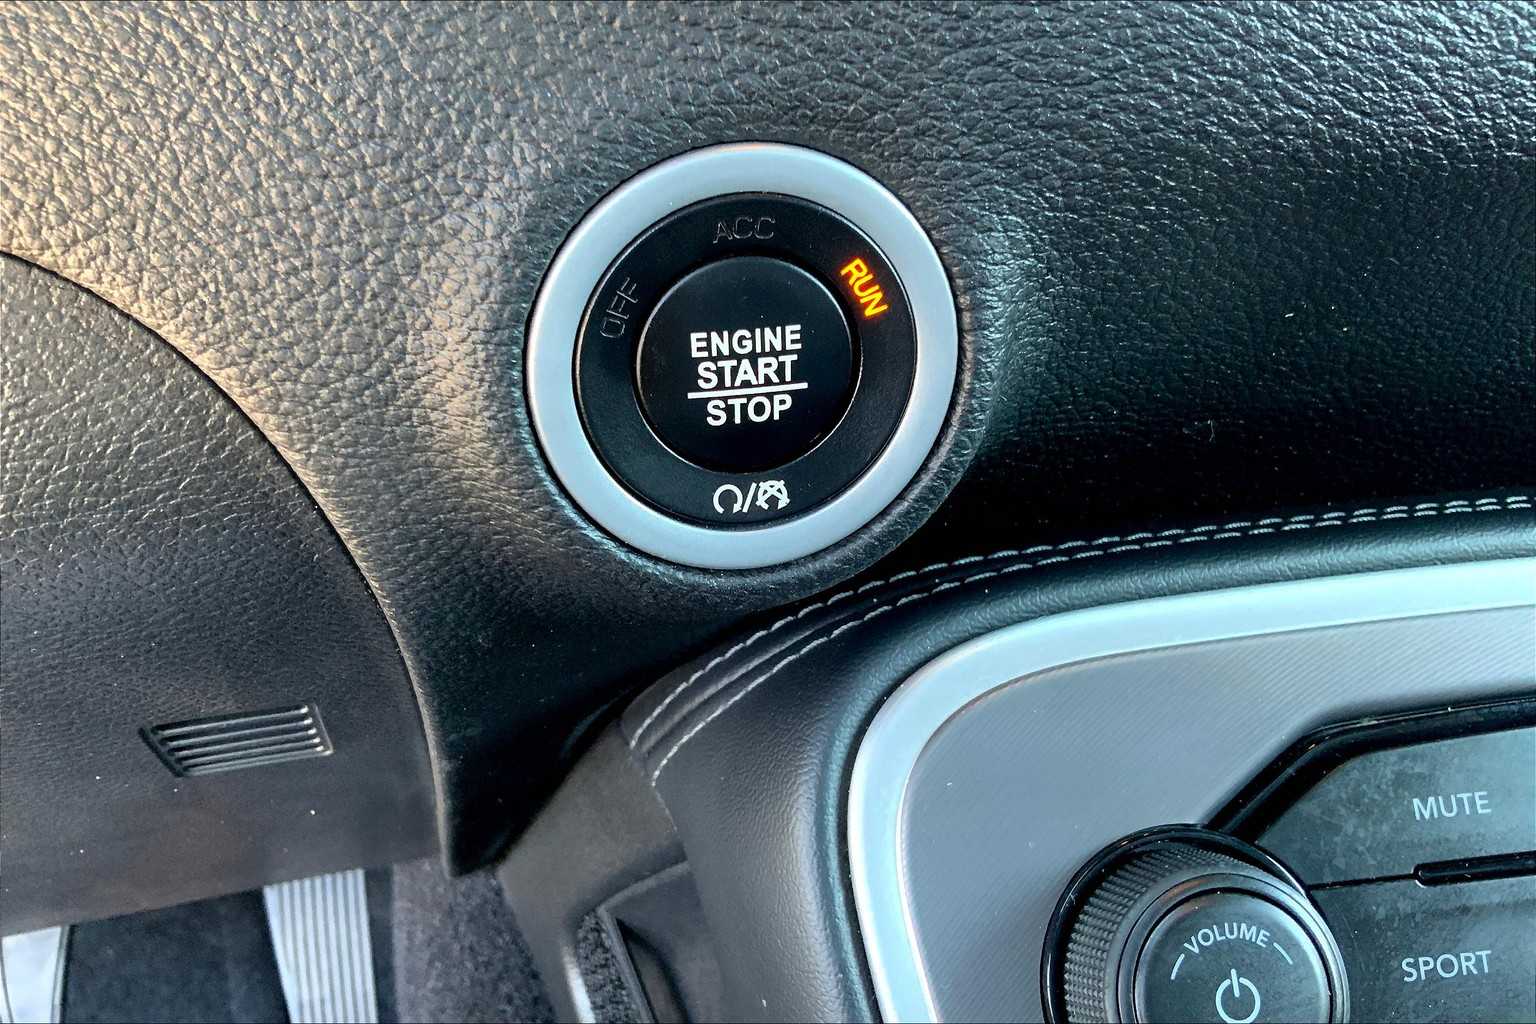 ACC
OFF
RUN
ENGINE
START
STOP
/
MUTE
VOLUME
SPORT